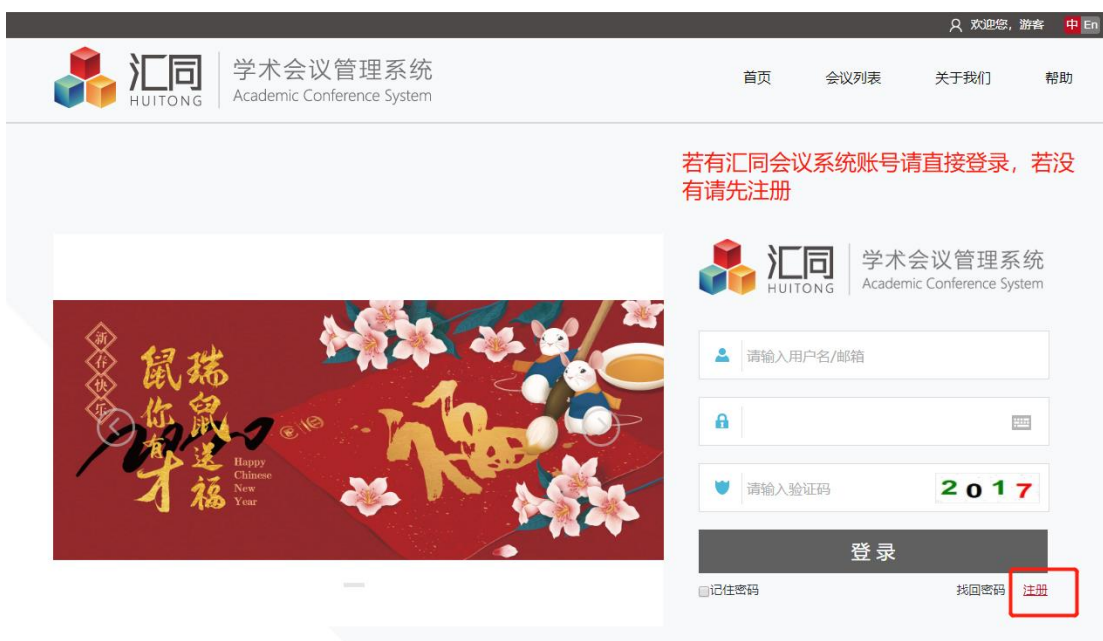 欢迎您，游客 中 En
汇同
HUITONG
学术会议管理系统
Academic Conference System
首页 会议列表 关于我们 帮助
若有汇同会议系统账号请直接登录，若没
有请先注册
新春快乐
瑞鼠送福
鼠你有才
2020
Happy
Chinese
New
Year
福
汇同
HUITONG
学术会议管理系统
Academic Conference System
请输入用户名/邮箱
请输入验证码
2017
登录
记住密码 找回密码 注册